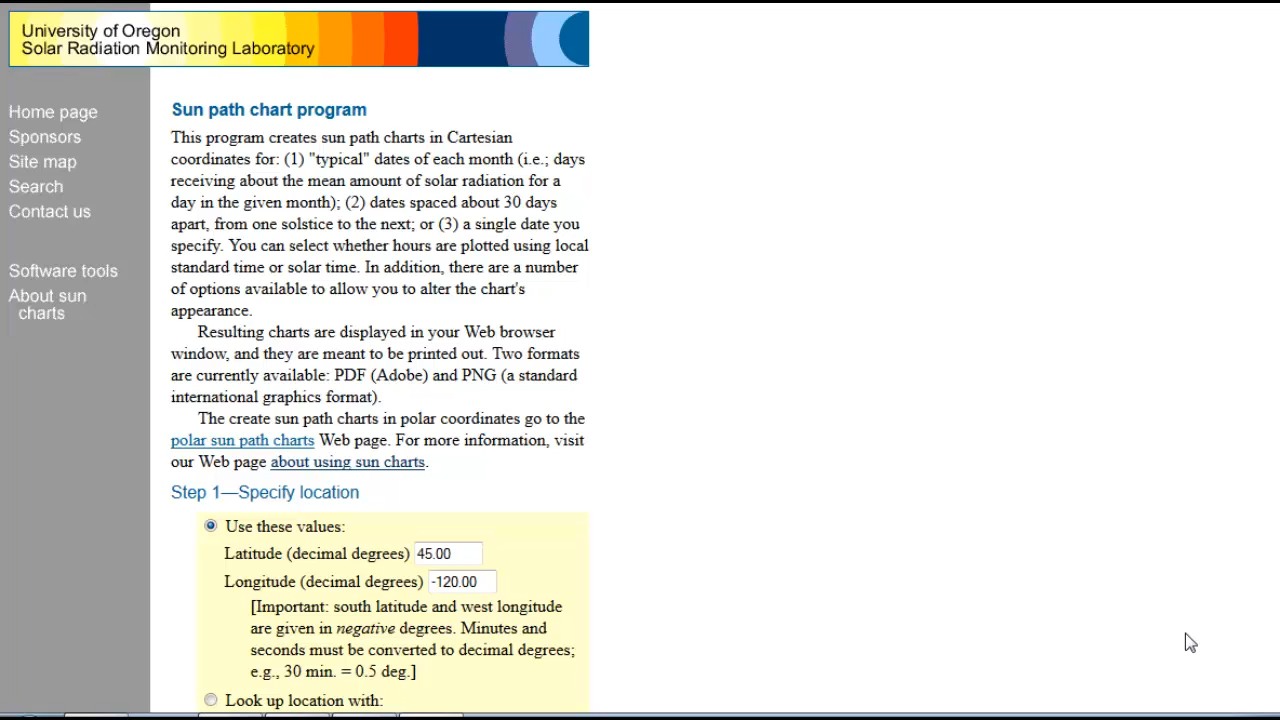 University of Oregon
Solar Radiation Monitoring Laboratory
Home page
Sponsors
Site map
Search
Contact us
Software tools
About sun
charts
Sun path chart program
This program creates sun path charts in Cartesian
coordinates for: (1) "typical" dates of each month (i.e.; days
receiving about the mean amount of solar radiation for a
day in the given month); (2) dates spaced about 30 days
apart, from one solstice to the next; or (3) a single date you
specify. You can select whether hours are plotted using local
standard time or solar time. In addition, there are a number
of options available to allow you to alter the chart's
appearance.
Resulting charts are displayed in your Web browser
window, and they are meant to be printed out. Two formats
are currently available: PDF (Adobe) and PNG (a standard
international graphics format).
The create sun path charts in polar coordinates go to the
polar sun path charts Web page. For more information, visit
our Web page about using sun charts.
Step 1—Specify location
Use these values:
Latitude (decimal degrees) 45.00
Longitude (decimal degrees) -120.00
[Important: south latitude and west longitude
are given in negative degrees. Minutes and
seconds must be converted to decimal degrees;
e.g., 30 min. = 0.5 deg.]
Look up location with: